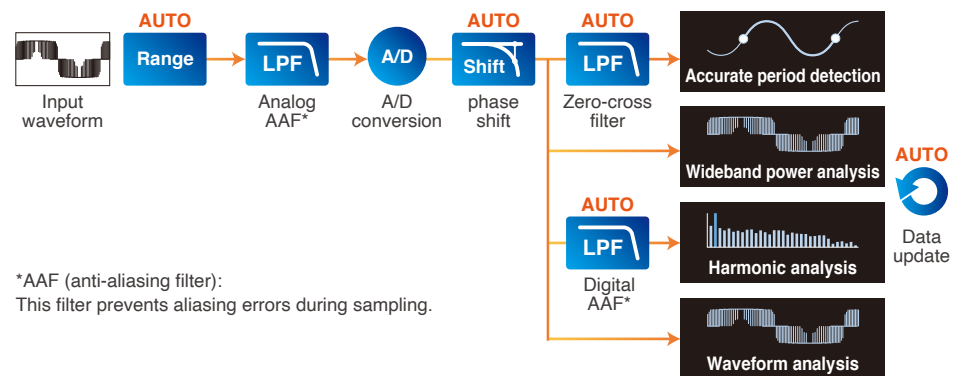 AUTO
Range
Input
waveform
LPF
Analog
AAF*
A/D
A/D
conversion
AUTO
Shift
phase
shift
AUTO
LPF
Zero-cross
filter
Accurate period detection
Wideband power analysis
AUTO
LPF
Digital
AAF*
Harmonic analysis
Waveform analysis
AUTO
Data
update
*AAF (anti-aliasing filter):
This filter prevents aliasing errors during sampling.